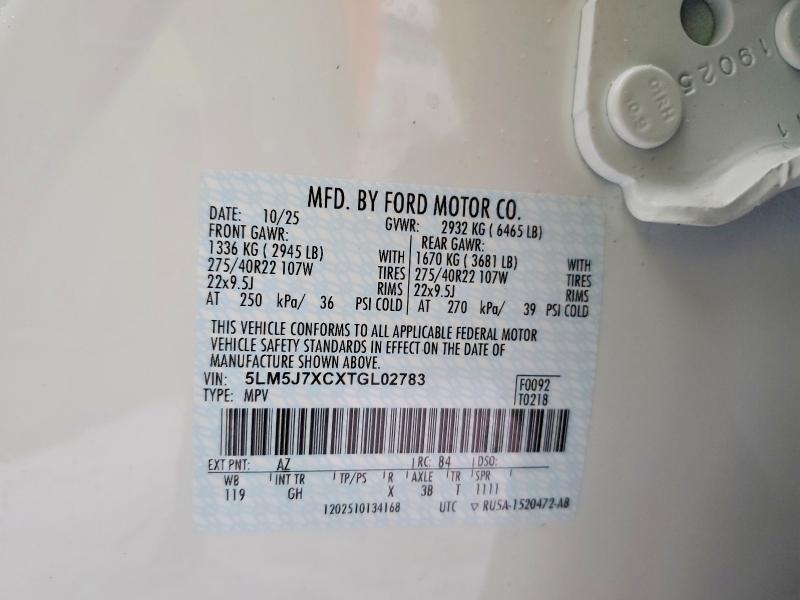 19025
MFD. BY FORD MOTOR CO.
DATE: 10/25 GVWR: 2932 KG ( 6465 LB)
FRONT GAWR: REAR GAWR:
1336 KG ( 2945 LB) WITH 1670 KG ( 3681 LB) WITH
275/40R22 107W TIRES 275/40R22 107W TIRES
22x9.5J RIMS 22x9.5J RIMS
AT 250 kPa/ 36 PSI COLD AT 270 kPa/ 39 PSI COLD
THIS VEHICLE CONFORMS TO ALL APPLICABLE FEDERAL MOTOR
VEHICLE SAFETY STANDARDS IN EFFECT ON THE DATE OF
MANUFACTURE SHOWN ABOVE.
VIN: 5LM5J7XCXTGL02783 F0092
TYPE: MPV T0218
EXT PNT: AZ RC: 84 DSO:
WB INT TR TP/PS R AXLE TR SPR
119 GH X 3B T 1111
1202510134168 UTC ▽ RU5A-1520472-AB